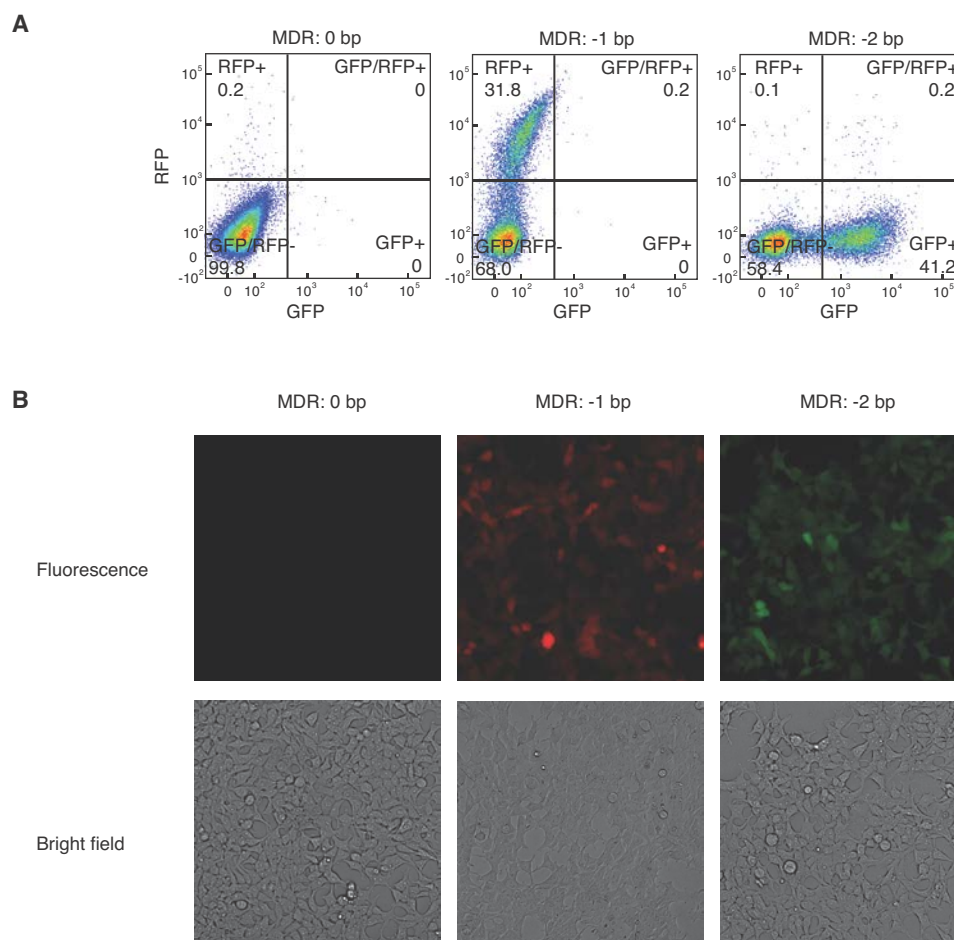 A
MDR: 0 bp
MDR: -1 bp
MDR: -2 bp
RFP
10⁵
10⁴
10³
10²
0
-10²
RFP+
0.2
GFP/RFP+
0
GFP/RFP-
99.8
GFP+
0
0 10² 10³ 10⁴ 10⁵
GFP
10⁵
10⁴
10³
10²
0
-10²
RFP+
31.8
GFP/RFP+
0.2
GFP/RFP-
68.0
GFP+
0
0 10² 10³ 10⁴ 10⁵
GFP
10⁵
10⁴
10³
10²
0
-10²
RFP+
0.1
GFP/RFP+
0.2
GFP/RFP-
58.4
GFP+
41.2
0 10² 10³ 10⁴ 10⁵
GFP
B
MDR: 0 bp
MDR: -1 bp
MDR: -2 bp
Fluorescence
Bright field